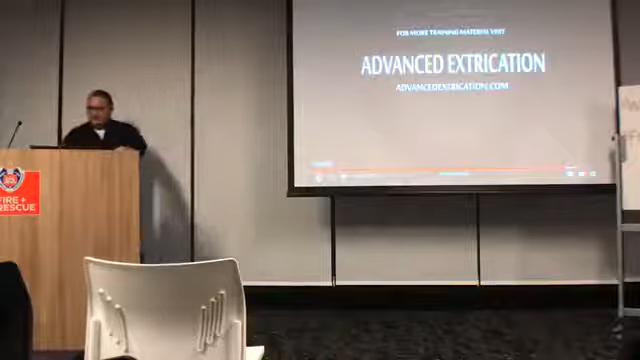 FOR MORE TRAINING MATERIAL VISIT
ADVANCED EXTRICATION
ADVANCEDEXTRICATION.COM
FIRE+
RESCUE